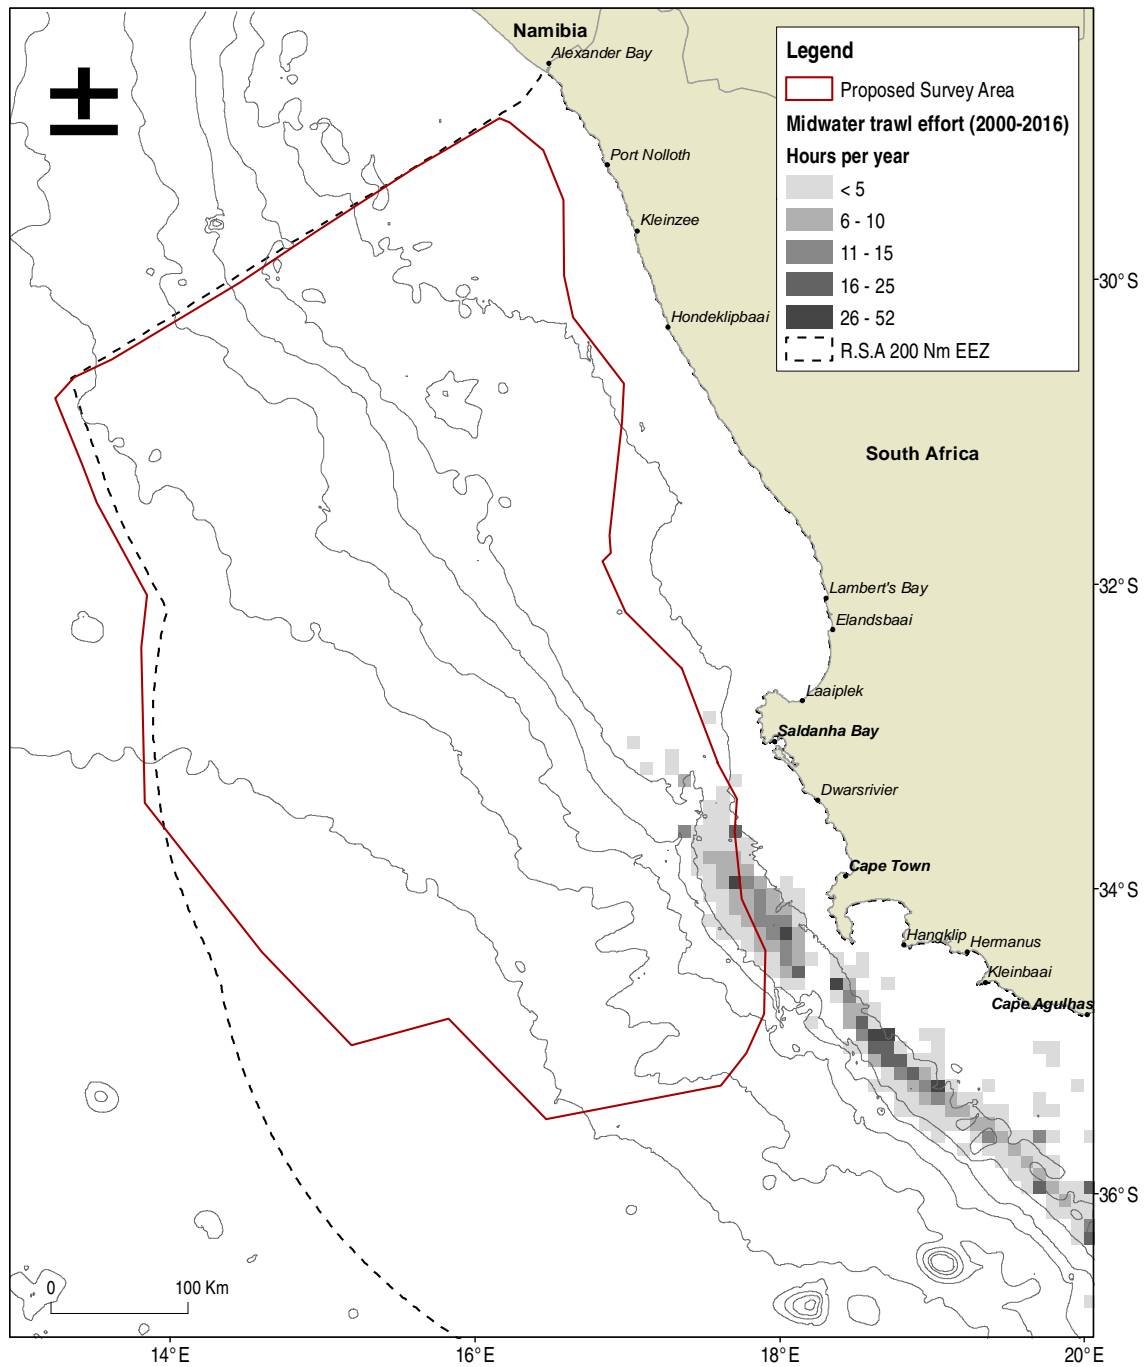 Namibia
Alexander Bay
Port Nolloth
Kleinzee
Hondeklipbaai
South Africa
Lambert's Bay
Elandsbaai
Laaiplek
Saldanha Bay
Dwarsrivier
Cape Town
Hangklip
Hermanus
Kleinbaai
Cape Agulhas
Legend
Proposed Survey Area
Midwater trawl effort (2000-2016)
Hours per year
< 5
6 - 10
11 - 15
16 - 25
26 - 52
R.S.A 200 Nm EEZ
30°S
32°S
34°S
36°S
0 100 Km
14°E 16°E 18°E 20°E